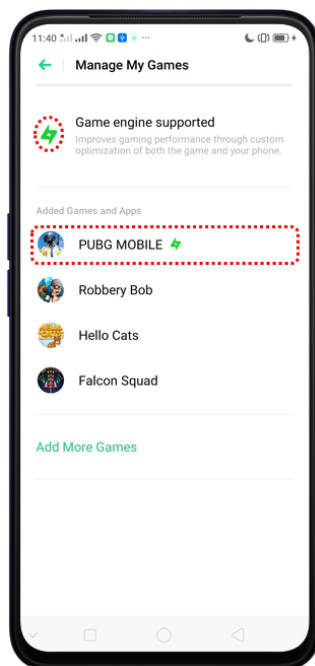 11:40
Manage My Games
Game engine supported
Improves gaming performance through custom
optimization of both the game and your phone.
Added Games and Apps
PUBG MOBILE
Robbery Bob
Hello Cats
Falcon Squad
Add More Games